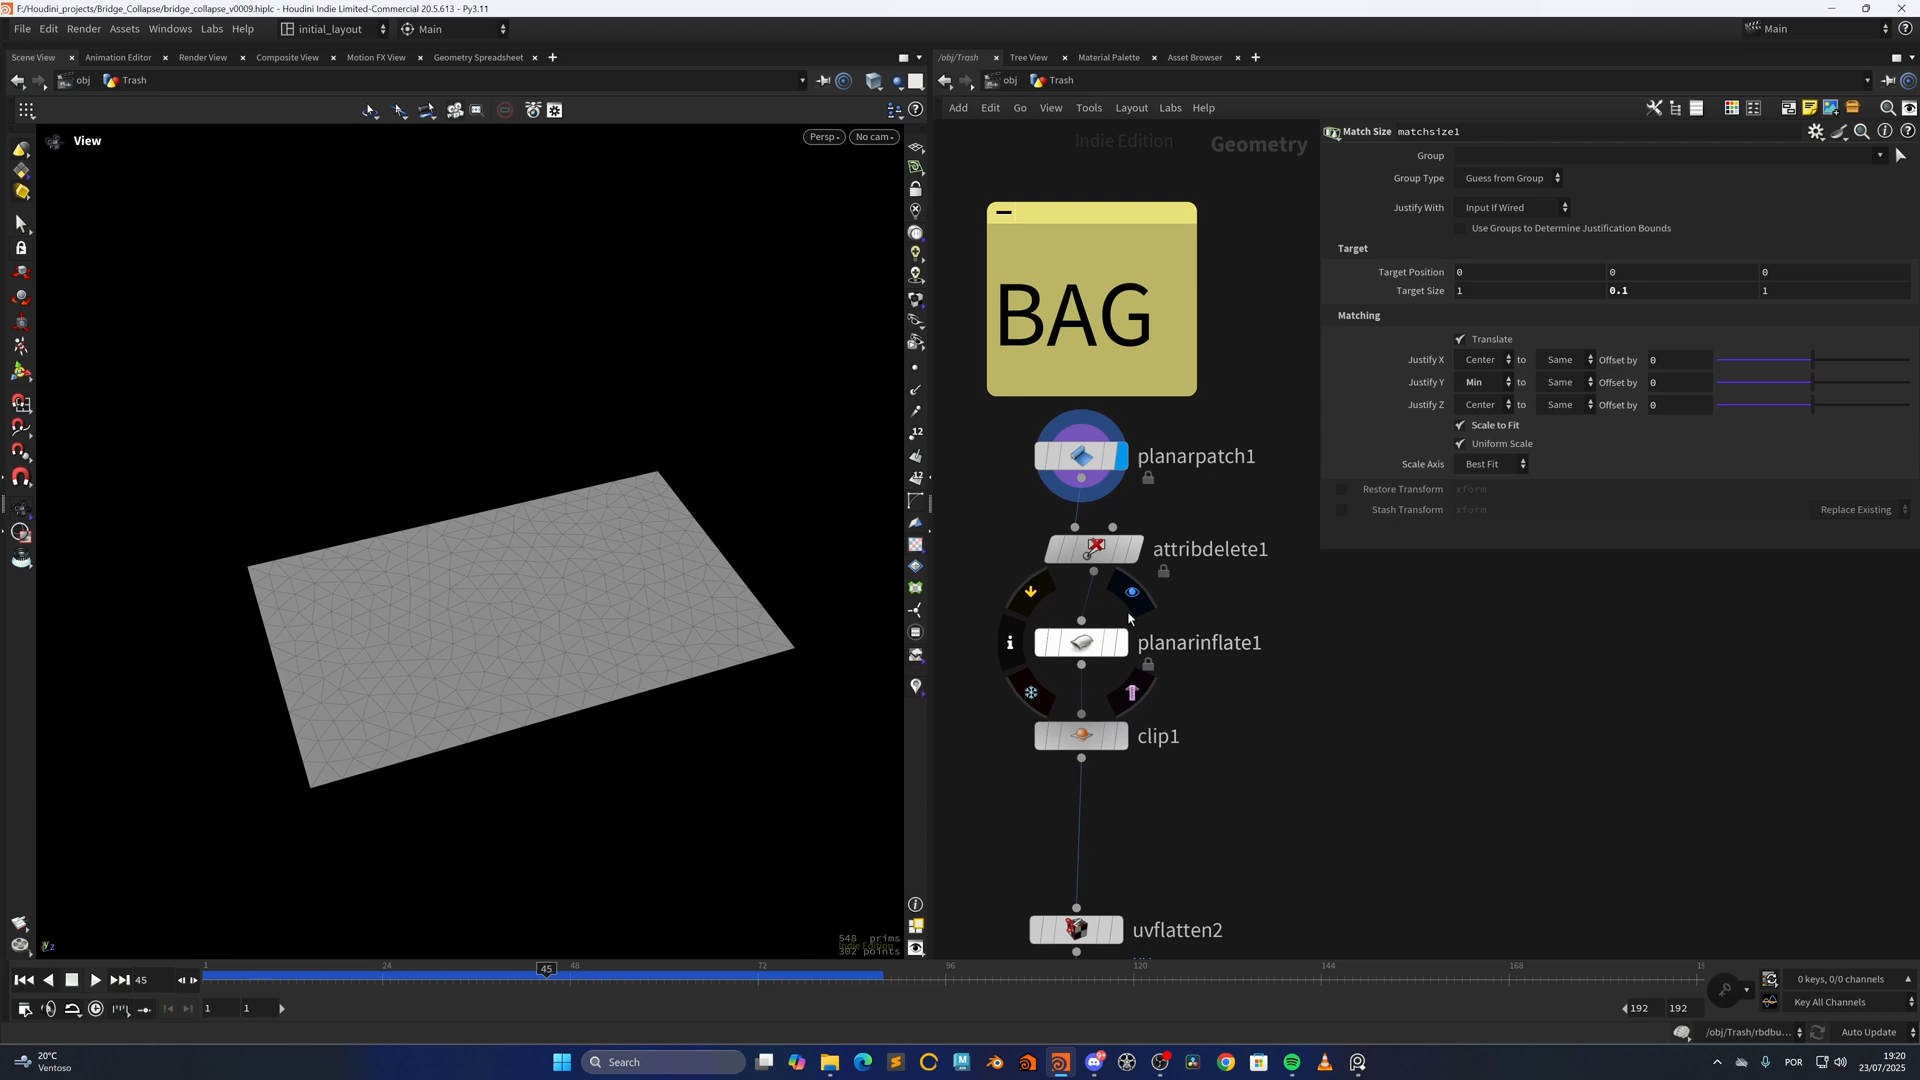 F:/Houdini_projects/Bridge_Collapse/bridge_collapse_v0009.hiplc - Houdini Indie Limited-Commercial 20.5.613 - Py3.11
File Edit Render Assets Windows Labs Help initial_layout Main Main
Scene View Animation Editor Render View Composite View Motion FX View Geometry Spreadsheet
/obj/Trash Tree View Material Palette Asset Browser
obj Trash
obj Trash
Add Edit Go View Tools Layout Labs Help
View
Persp No cam
Indie Edition Geometry
Match Size matchsize1
Group
Group Type Guess from Group
Justify With Input If Wired
Use Groups to Determine Justification Bounds
Target
Target Position 0 0 0
Target Size 1 0.1 1
Matching
Translate
Justify X Center to Same Offset by 0
Justify Y Min to Same Offset by 0
Justify Z Center to Same Offset by 0
Scale to Fit
Uniform Scale
Scale Axis Best Fit
Restore Transform xform
Stash Transform xform Replace Existing
BAG
planarpatch1
attribdelete1
planarinflate1
clip1
uvflatten2
12
12
548 prims
Indie Edition
302 points
45 1 24 45 48 72 96 120 144 168
0 keys, 0/0 channels
1 1 192 192 Key All Channels
/obj/Trash/rbdbu... Auto Update
20°C
Ventoso
Search
POR
19:20
23/07/2025